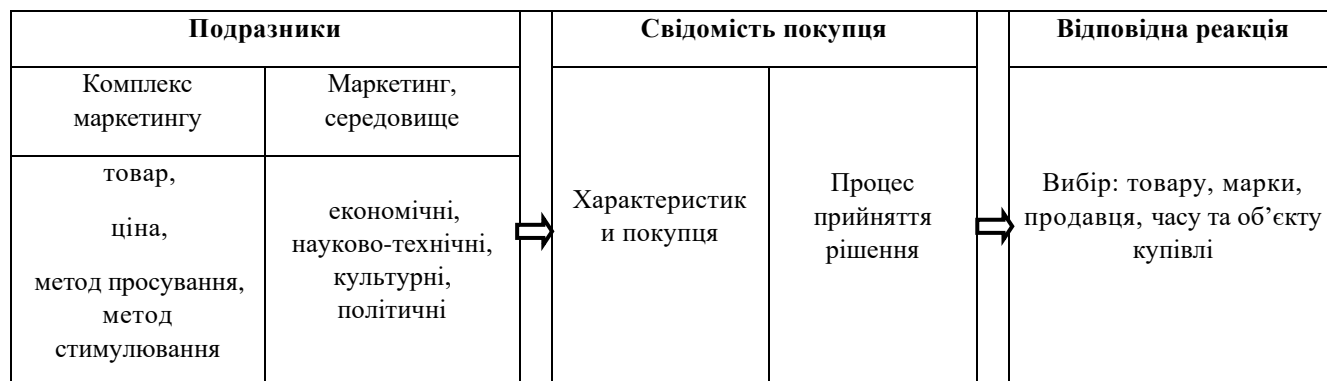 Подразники
Свідомість покупця
Відповідна реакція
Комплекс
маркетингу
Маркетинг,
середовище
товар,
ціна,
метод просування,
метод
стимулювання
економічні,
науково-технічні,
культурні,
політичні
Характеристик
и покупця
Процес
прийняття
рішення
Вибір: товару, марки,
продавця, часу та об’єкту
купівлі